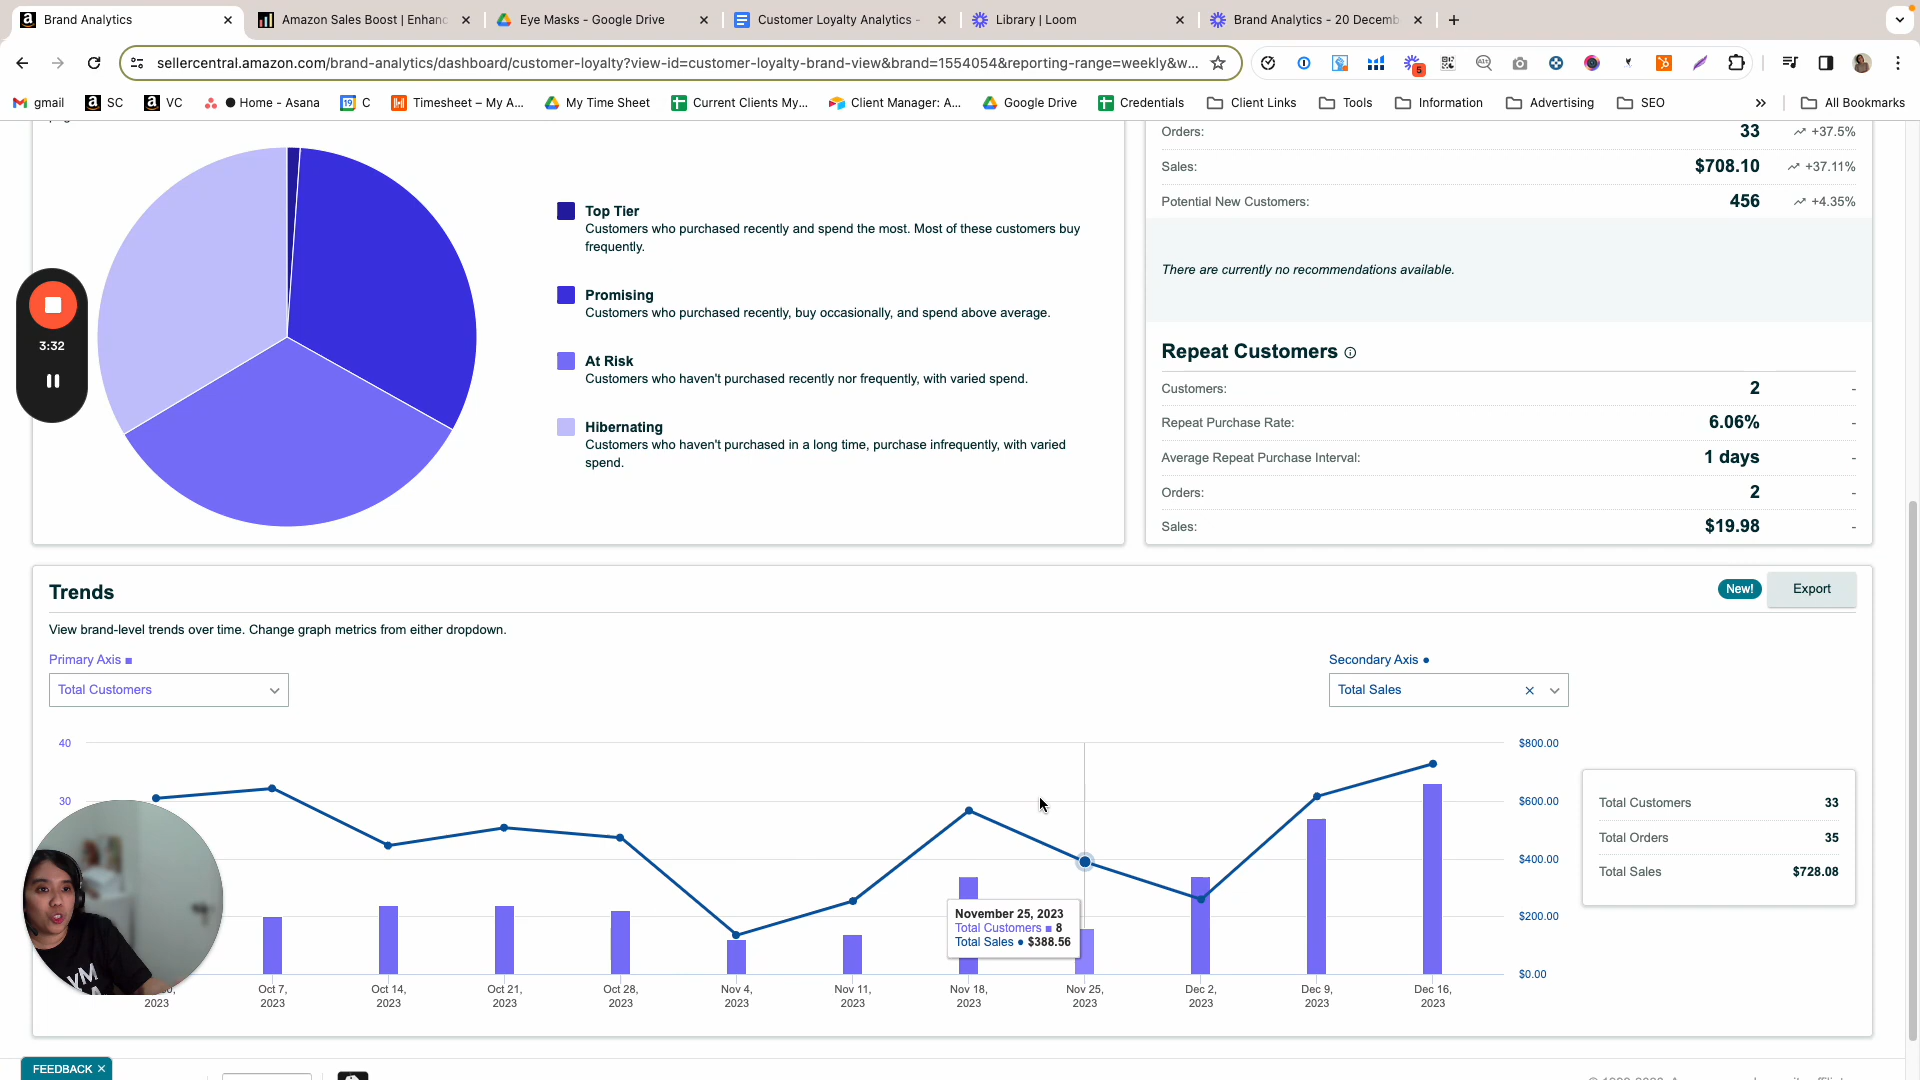 Brand Analytics
Amazon Sales Boost | Enhanc
Eye Masks - Google Drive
Customer Loyalty Analytics -
Library | Loom
Brand Analytics - 20 Decemb
sellercentral.amazon.com/brand-analytics/dashboard/customer-loyalty?view-id=customer-loyalty-brand-view&brand=1554054&reporting-range=weekly&w...
5
gmail
SC
VC
Home - Asana
19
C
Timesheet – My A...
My Time Sheet
Current Clients My...
Client Manager: A...
Google Drive
Credentials
Client Links
Tools
Information
Advertising
SEO
»
All Bookmarks
Top Tier
Customers who purchased recently and spend the most. Most of these customers buy
frequently.
Promising
Customers who purchased recently, buy occasionally, and spend above average.
At Risk
Customers who haven't purchased recently nor frequently, with varied spend.
Hibernating
Customers who haven't purchased in a long time, purchase infrequently, with varied
spend.
3:32
Orders: 33 +37.5%
Sales: $708.10 +37.11%
Potential New Customers: 456 +4.35%
There are currently no recommendations available.
Repeat Customers
Customers: 2 -
Repeat Purchase Rate: 6.06% -
Average Repeat Purchase Interval: 1 days -
Orders: 2 -
Sales: $19.98 -
Trends
New!
Export
View brand-level trends over time. Change graph metrics from either dropdown.
Primary Axis
Total Customers
Secondary Axis
Total Sales
40
30
$800.00
$600.00
$400.00
$200.00
$0.00
November 25, 2023
Total Customers 8
Total Sales $388.56
Total Customers 33
Total Orders 35
Total Sales $728.08
2023
Oct 7,
2023
Oct 14,
2023
Oct 21,
2023
Oct 28,
2023
Nov 4,
2023
Nov 11,
2023
Nov 18,
2023
Nov 25,
2023
Dec 2,
2023
Dec 9,
2023
Dec 16,
2023
FEEDBACK